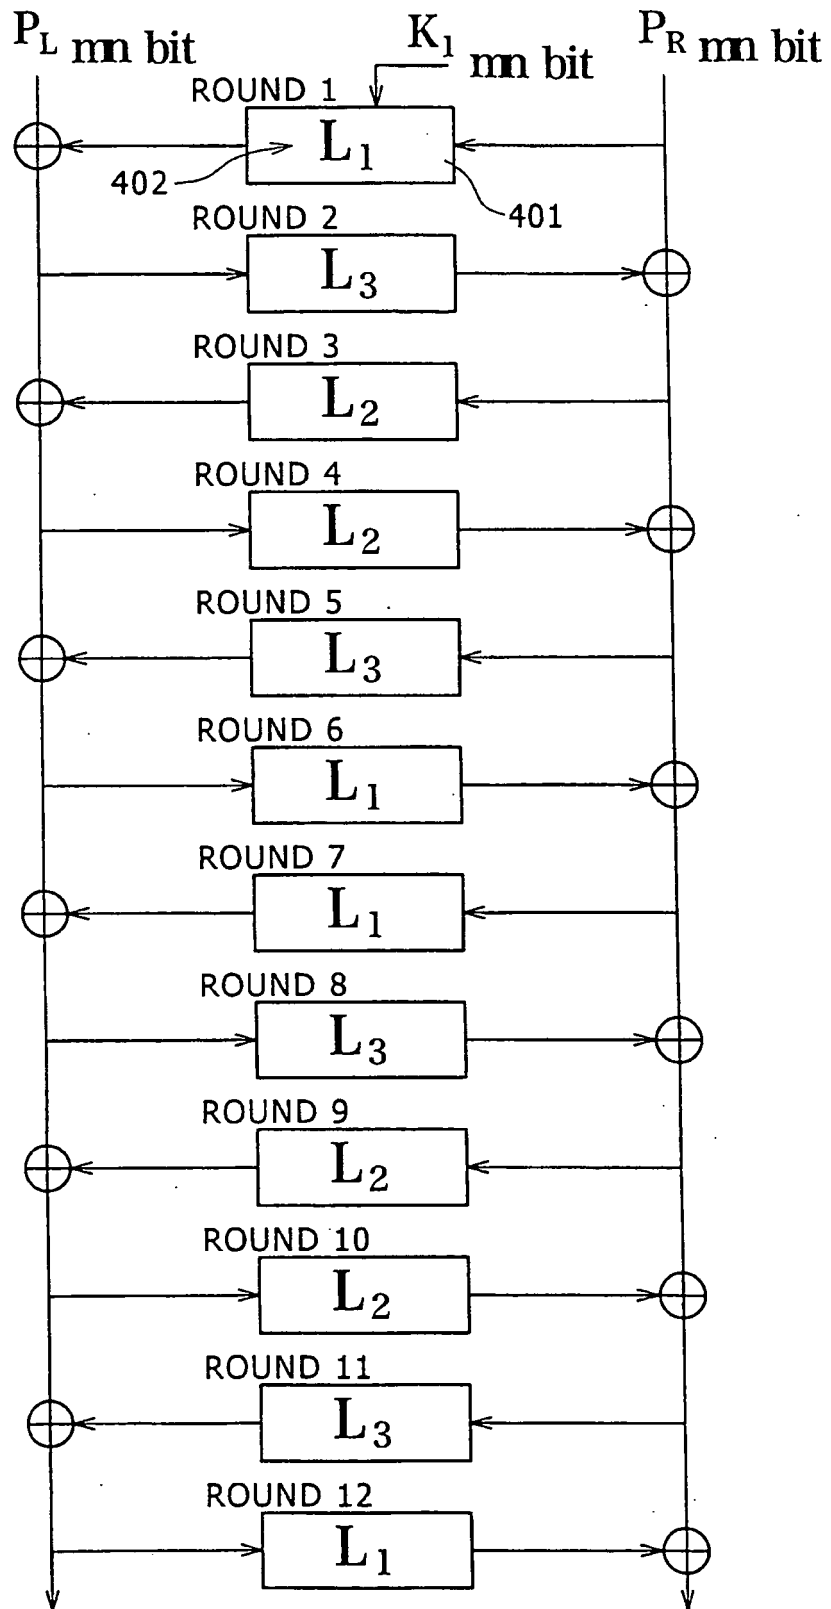 P_L mn bit K_1 mn bit P_R mn bit
ROUND 1
L_1
402
401
ROUND 2
L_3
ROUND 3
L_2
ROUND 4
L_2
ROUND 5
L_3
ROUND 6
L_1
ROUND 7
L_1
ROUND 8
L_3
ROUND 9
L_2
ROUND 10
L_2
ROUND 11
L_3
ROUND 12
L_1